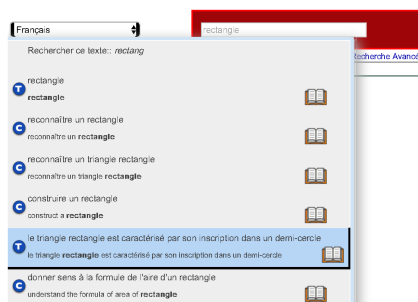 Français
rectangle
Recherche Avancé
Rechercher ce texte:: rectang
T
rectangle
rectangle
C
reconnaître un rectangle
reconnaître un rectangle
C
reconnaître un triangle rectangle
reconnaître un triangle rectangle
C
construire un rectangle
construct a rectangle
T
le triangle rectangle est caractérisé par son inscription dans un demi-cercle
le triangle rectangle est caractérisé par son inscription dans un demi-cercle
C
donner sens à la formule de l'aire d'un rectangle
understand the formula of area of rectangle